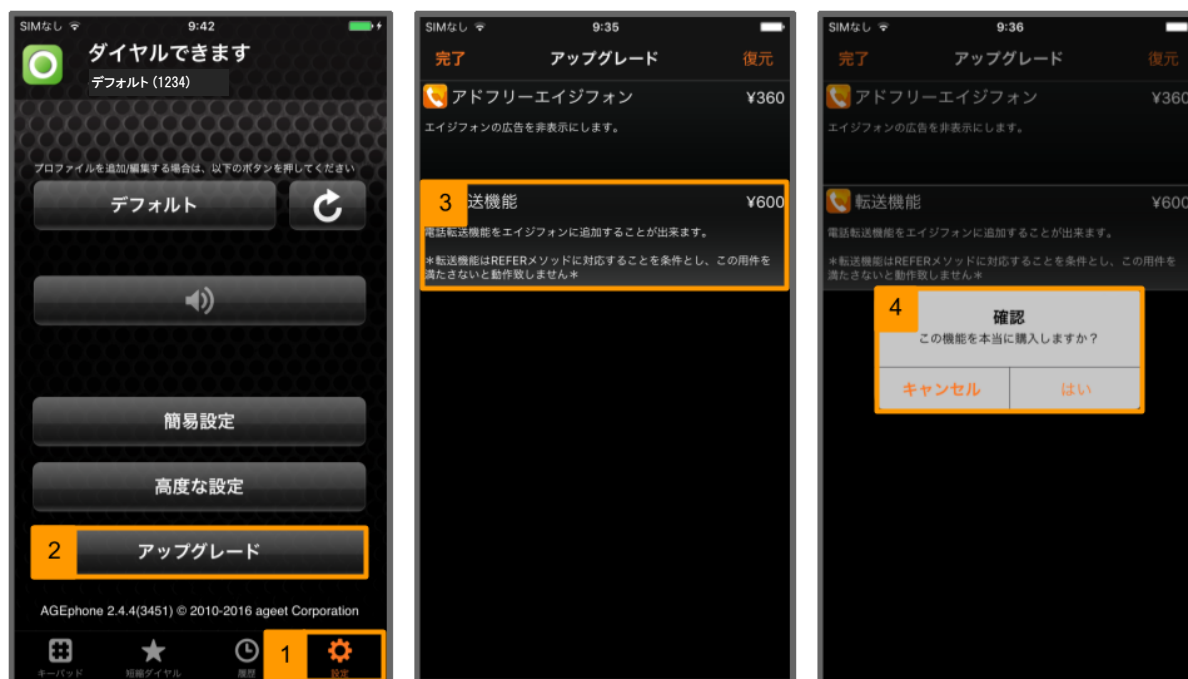 SIMなし 9:42
ダイヤルできます
デフォルト (1234)
プロファイルを追加/編集する場合は、以下のボタンを押してください
デフォルト
簡易設定
高度な設定
2 アップグレード
AGEphone 2.4.4(3451) © 2010-2016 ageet Corporation
1
キーパッド 短縮ダイヤル 履歴 設定
SIMなし 9:35
完了 アップグレード 復元
アドフリーエイジフォン ¥360
エイジフォンの広告を非表示にします。
3 送機能 ¥600
電話転送機能をエイジフォンに追加することが出来ます。
*転送機能はREFERメソッドに対応することを条件とし、この用件を
満たさないと動作致しません*
SIMなし 9:36
完了 アップグレード 復元
アドフリーエイジフォン ¥360
エイジフォンの広告を非表示にします。
転送機能 ¥600
電話転送機能をエイジフォンに追加することが出来ます。
*転送機能はREFERメソッドに対応することを条件とし、この用件を
満たさないと動作致しません*
4 確認
この機能を本当に購入しますか？
キャンセル はい